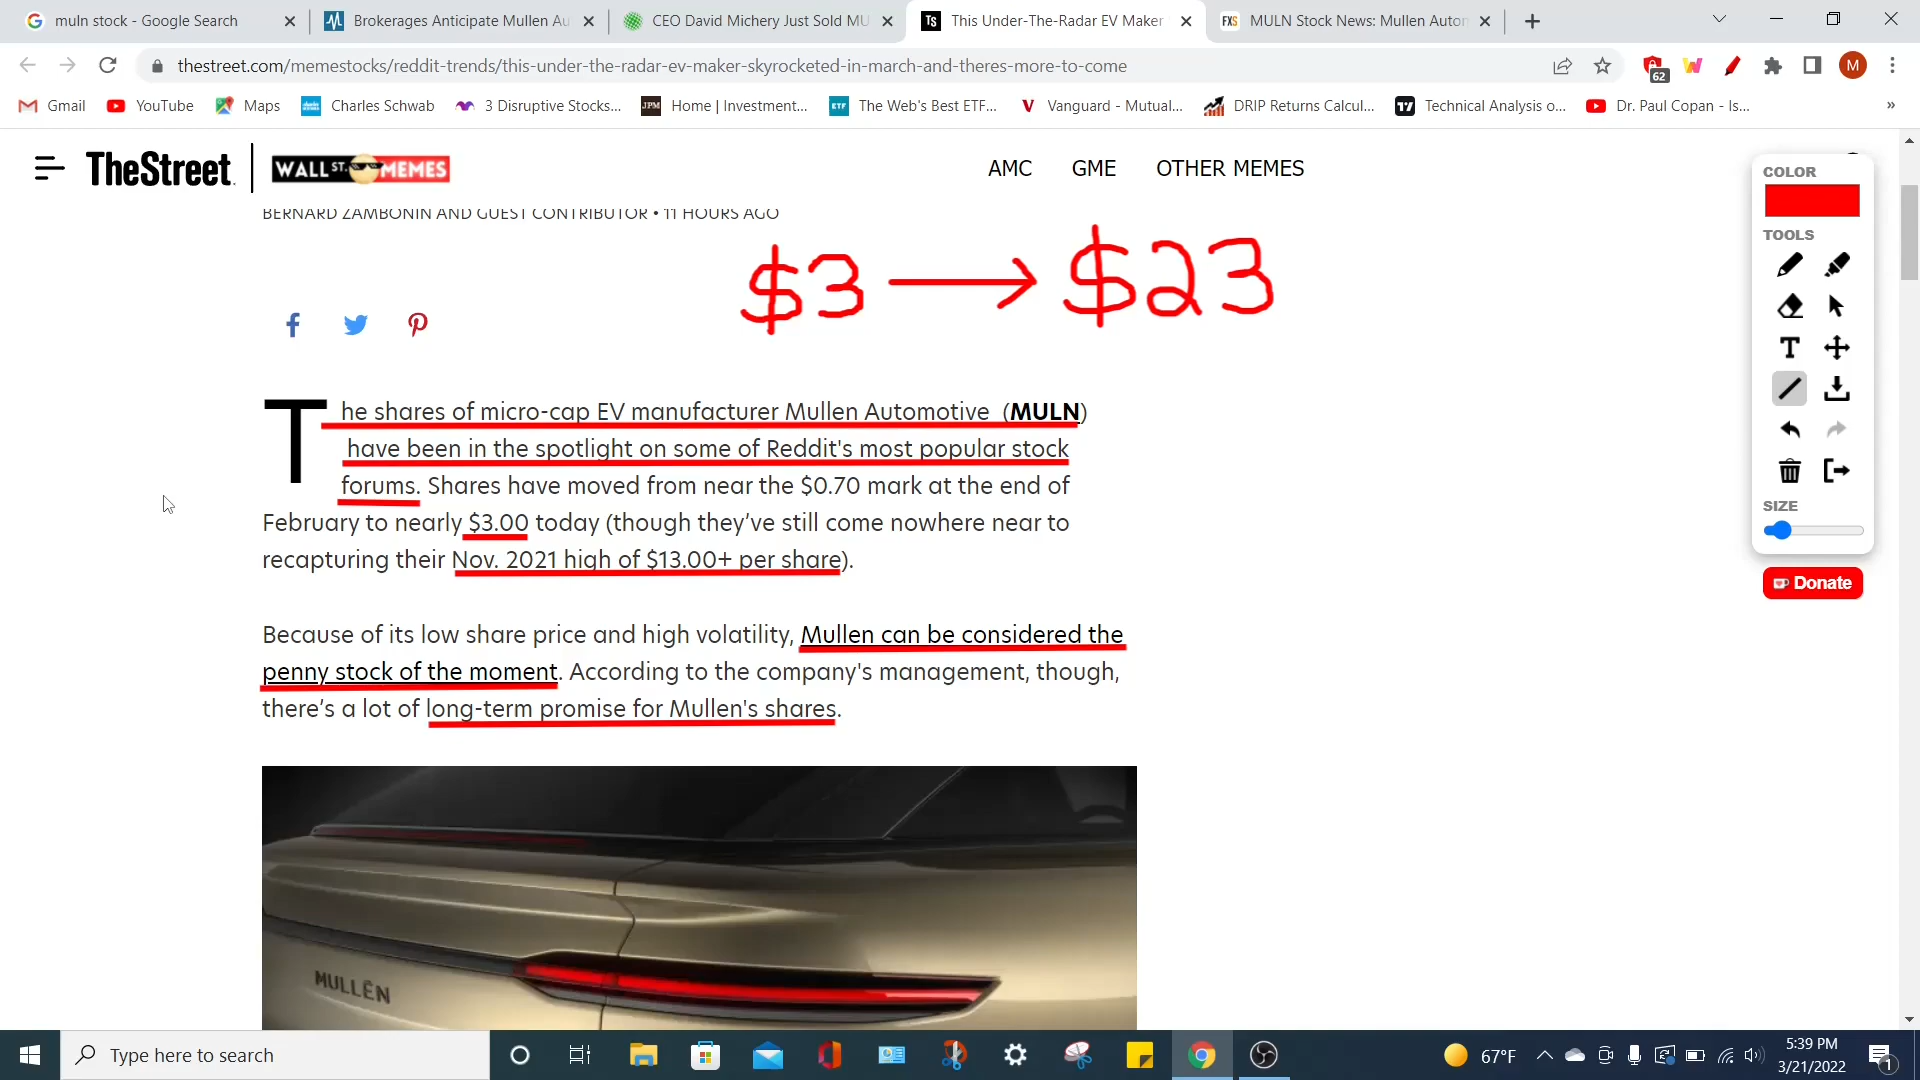 muln stock - Google Search
Brokerages Anticipate Mullen Au
CEO David Michery Just Sold MU
TS This Under-The-Radar EV Maker
FXS MULN Stock News: Mullen Autom
thestreet.com/memestocks/reddit-trends/this-under-the-radar-ev-maker-skyrocketed-in-march-and-theres-more-to-come
62
M
Gmail
YouTube
Maps
Charles Schwab
3 Disruptive Stocks...
JPM Home | Investment...
ETF The Web's Best ETF...
V Vanguard - Mutual...
DRIP Returns Calcul...
Technical Analysis o...
Dr. Paul Copan - Is...
»
TheStreet
WALL ST. MEMES
AMC
GME
OTHER MEMES
BERNARD ZAMBONIN AND GUEST CONTRIBUTOR • 11 HOURS AGO
$3 → $23
The shares of micro-cap EV manufacturer Mullen Automotive (MULN)
have been in the spotlight on some of Reddit's most popular stock
forums. Shares have moved from near the $0.70 mark at the end of
February to nearly $3.00 today (though they've still come nowhere near to
recapturing their Nov. 2021 high of $13.00+ per share).
Because of its low share price and high volatility, Mullen can be considered the
penny stock of the moment. According to the company's management, though,
there's a lot of long-term promise for Mullen's shares.
MULLEN
COLOR
TOOLS
T
SIZE
Donate
Type here to search
67°F
5:39 PM
3/21/2022
1